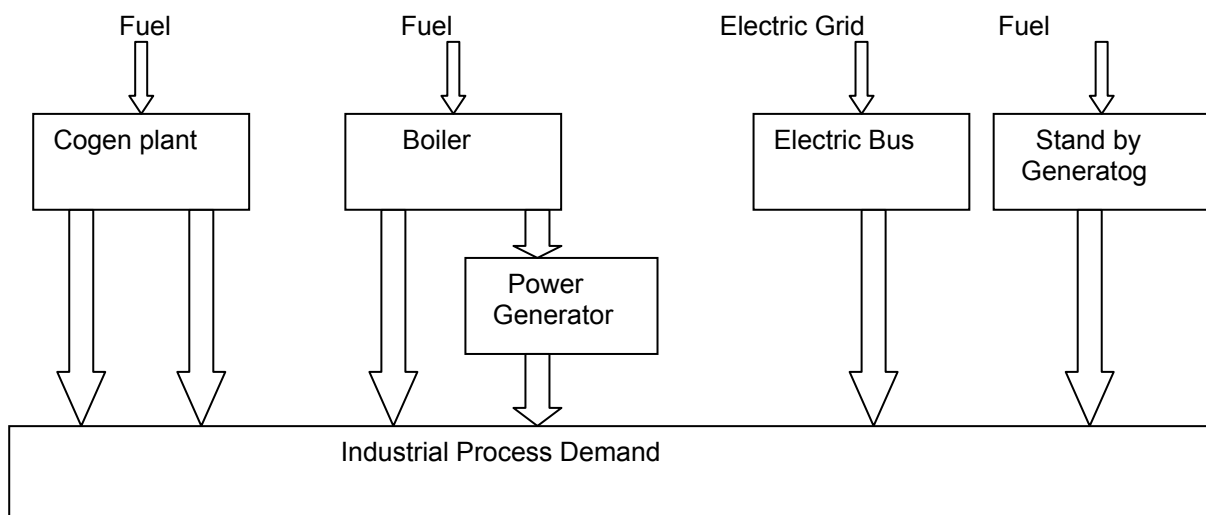 Fuel
Fuel
Electric Grid
Fuel
Cogen plant
Boiler
Electric Bus
Stand by
Generatog
Power
Generator
Industrial Process Demand